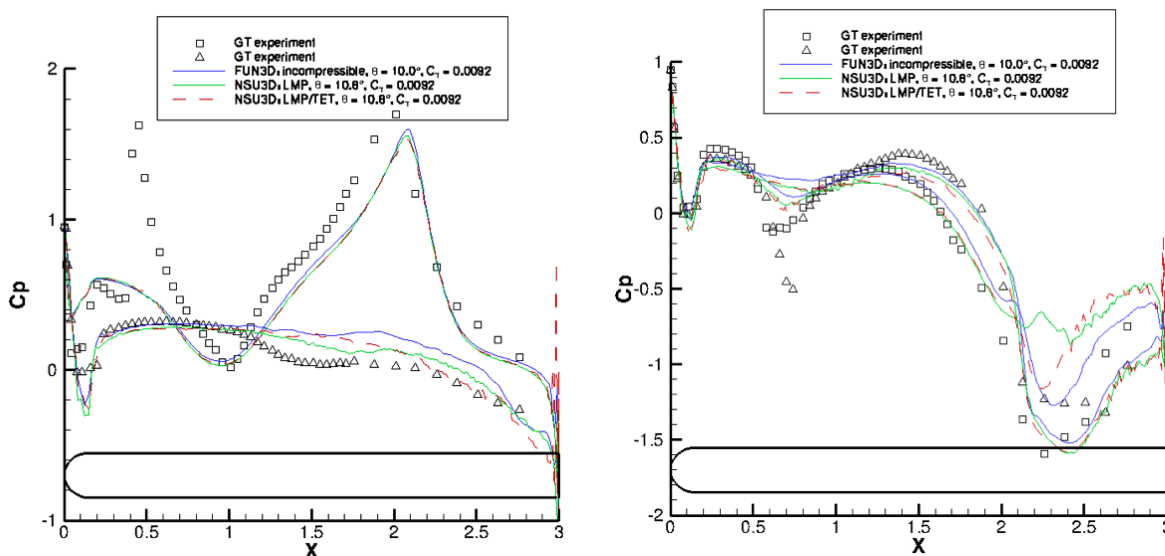 GT experiment
GT experiment
FUN3D: incompressible, θ = 10.0°, C_T = 0.0092
NSU3D: LMP, θ = 10.8°, C_T = 0.0092
NSU3D: LMP/TET, θ = 10.8°, C_T = 0.0092
2
1
0
-1
Cp
0
0.5
1
1.5
2
2.5
3
X
GT experiment
GT experiment
FUN3D: incompressible, θ = 10.0°, C_T = 0.0092
NSU3D: LMP, θ = 10.8°, C_T = 0.0092
NSU3D: LMP/TET, θ = 10.8°, C_T = 0.0092
1
0.5
0
-0.5
-1
-1.5
-2
Cp
0
0.5
1
1.5
2
2.5
3
X